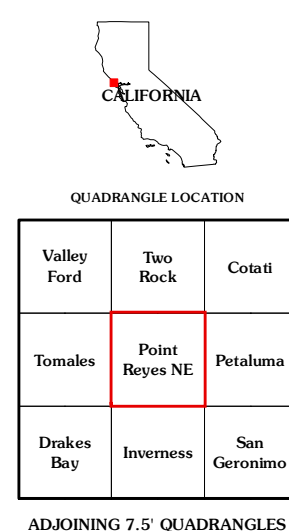 CALIFORNIA
QUADRANGLE LOCATION
Valley
Ford
Two
Rock
Cotati
Tomales
Point
Reyes NE
Petaluma
Drakes
Bay
Inverness
San
Geronimo
ADJOINING 7.5' QUADRANGLES